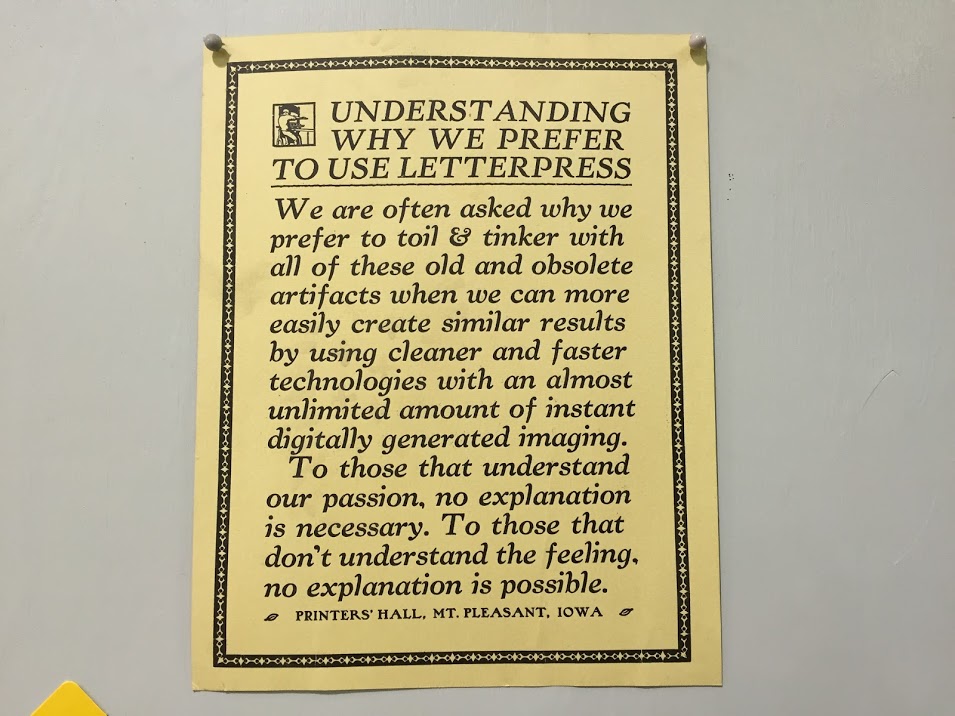 UNDERSTANDING
WHY WE PREFER
TO USE LETTERPRESS
We are often asked why we
prefer to toil & tinker with
all of these old and obsolete
artifacts when we can more
easily create similar results
by using cleaner and faster
technologies with an almost
unlimited amount of instant
digitally generated imaging.
To those that understand
our passion, no explanation
is necessary. To those that
don't understand the feeling,
no explanation is possible.
PRINTERS' HALL, MT. PLEASANT, IOWA